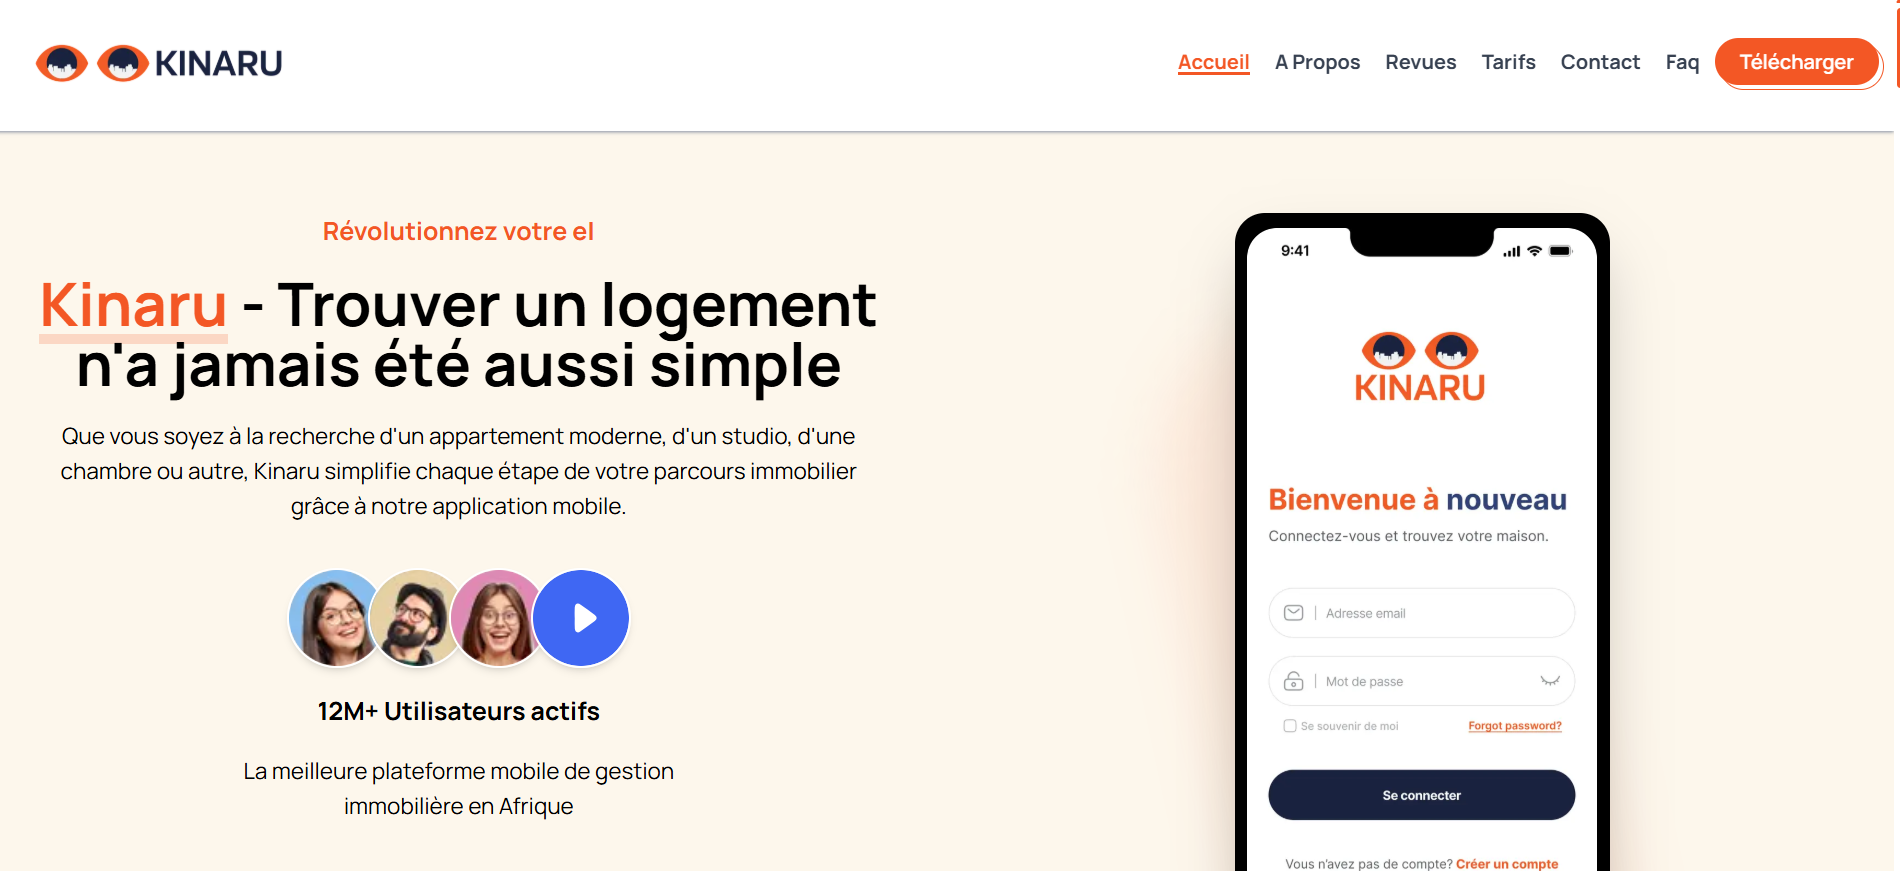 KINARU
Accueil A Propos Revues Tarifs Contact Faq Télécharger
Révolutionnez votre el
Kinaru - Trouver un logement
n'a jamais été aussi simple
Que vous soyez à la recherche d'un appartement moderne, d'un studio, d'une
chambre ou autre, Kinaru simplifie chaque étape de votre parcours immobilier
grâce à notre application mobile.
12M+ Utilisateurs actifs
La meilleure plateforme mobile de gestion
immobilière en Afrique
9:41
KINARU
Bienvenue à nouveau
Connectez-vous et trouvez votre maison.
Adresse email
Mot de passe
Se souvenir de moi Forgot password?
Se connecter
Vous n'avez pas de compte? Créer un compte